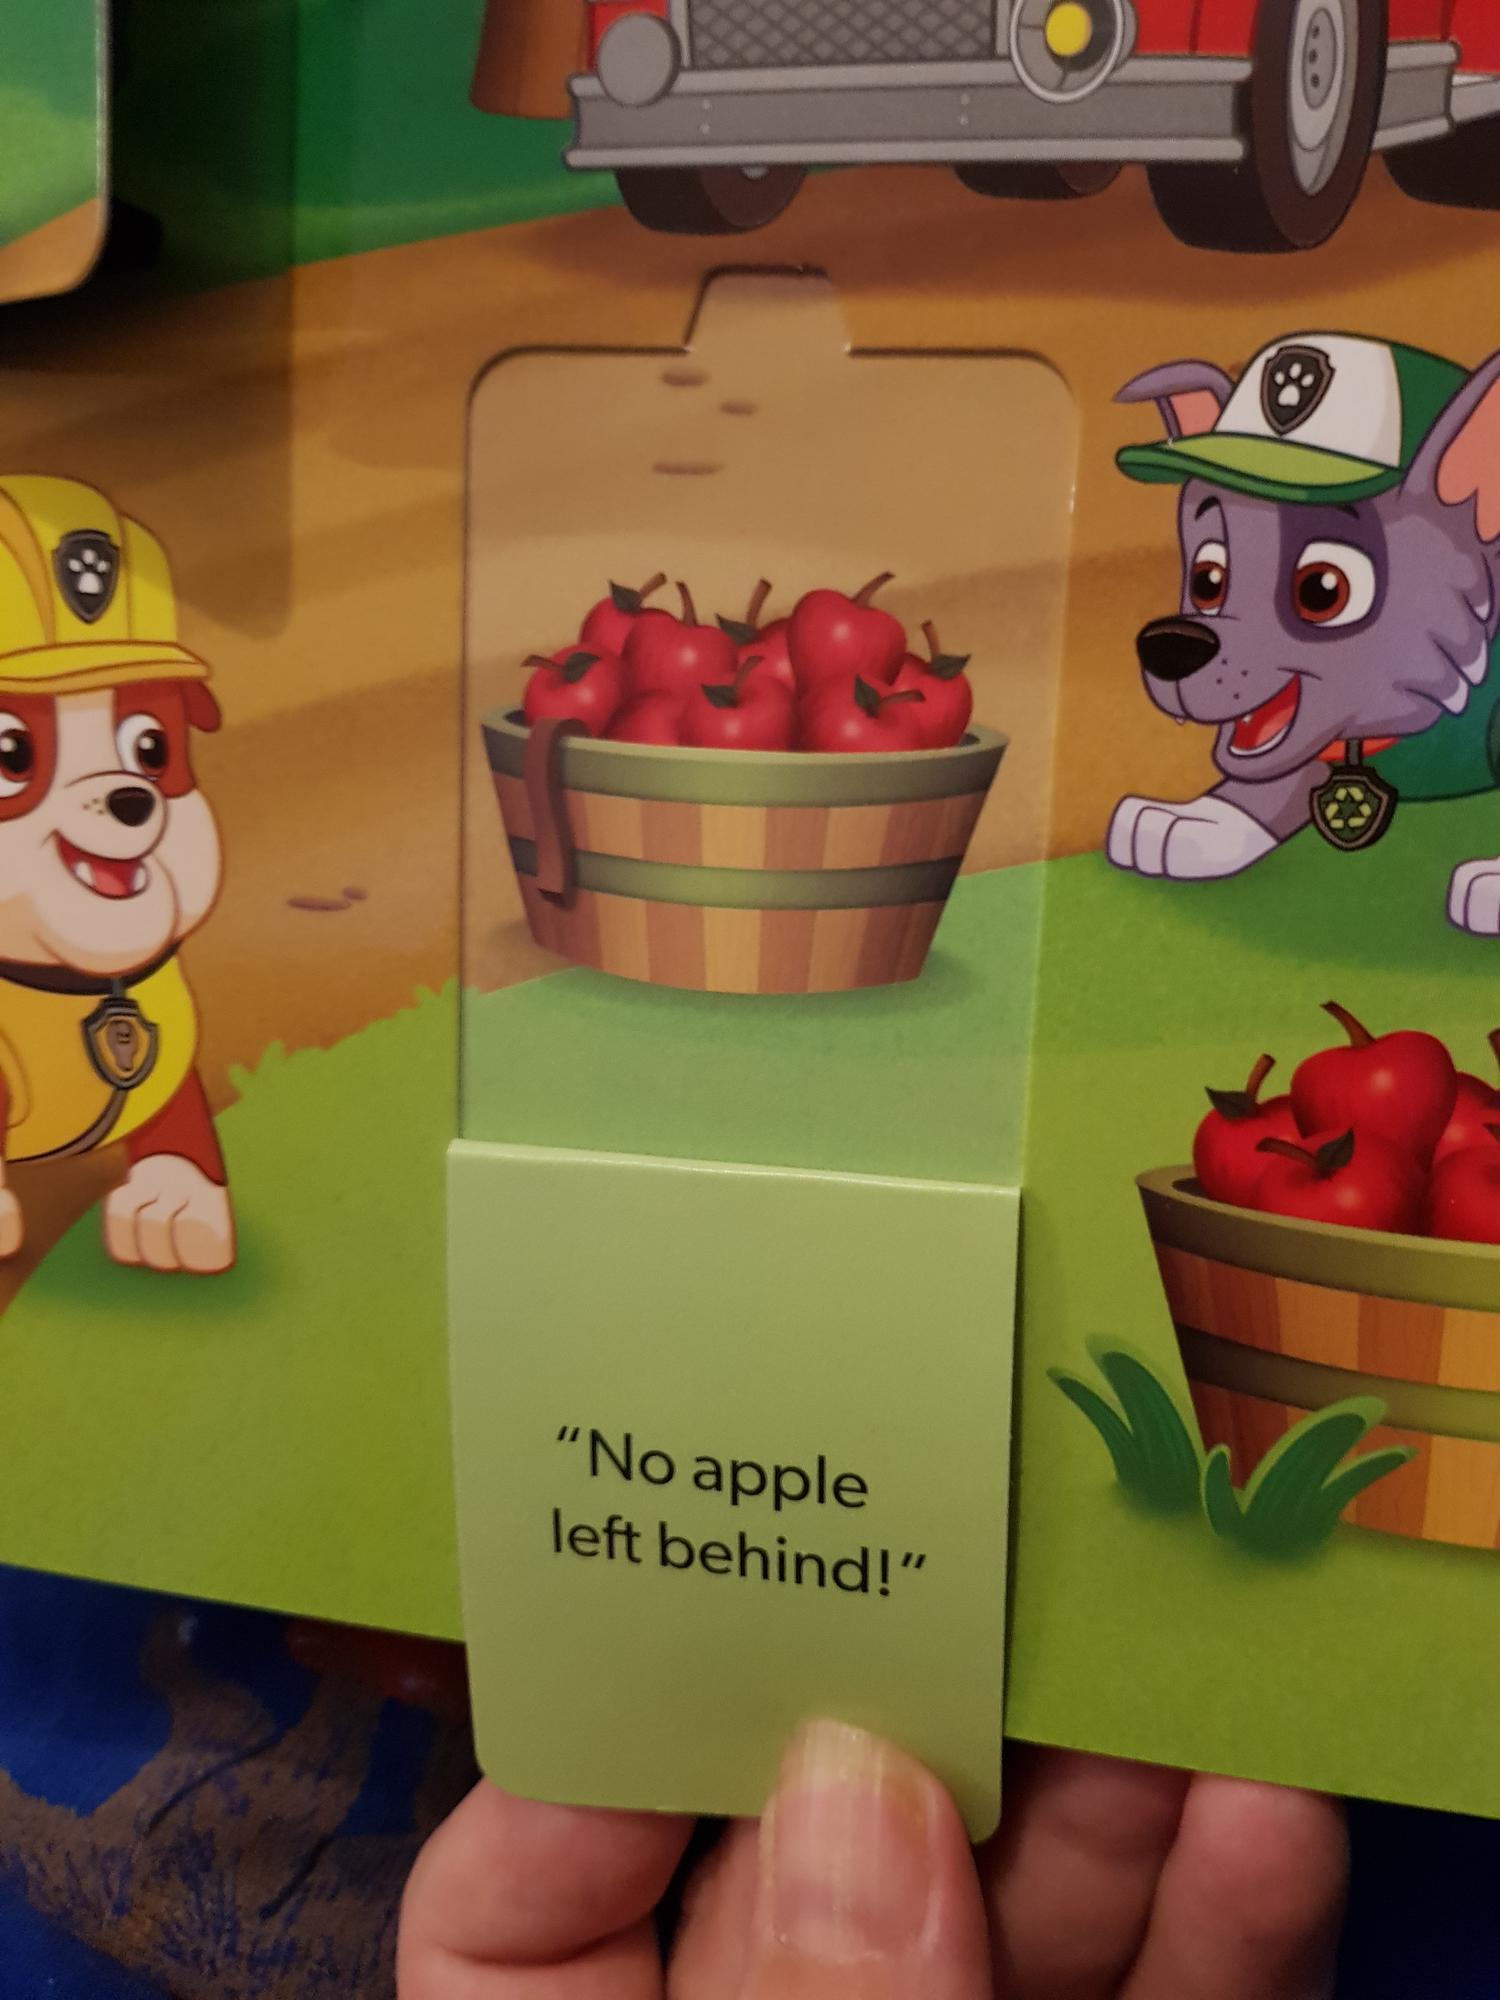 “No apple
left behind!”